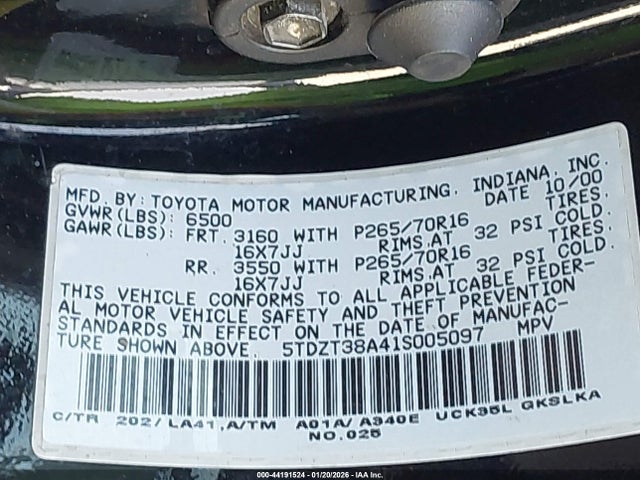 MFD. BY: TOYOTA MOTOR MANUFACTURING, INDIANA, INC.
GVWR(LBS): 6500 DATE 10/00
GAWR(LBS): FRT. 3160 WITH P265/70R16 TIRES.
16X7JJ RIMS.AT 32 PSI COLD.
RR. 3550 WITH P265/70R16 TIRES.
16X7JJ RIMS.AT 32 PSI COLD.
THIS VEHICLE CONFORMS TO ALL APPLICABLE FEDER-
AL MOTOR VEHICLE SAFETY AND THEFT PREVENTION
STANDARDS IN EFFECT ON THE DATE OF MANUFAC-
TURE SHOWN ABOVE. 5TDZT38A41S005097 MPV
C/TR 202/LA41,A/TM A01A/A340E UCK35L GKSLKA
NO.025
000-44191524 - 01/20/2026 - IAA Inc.